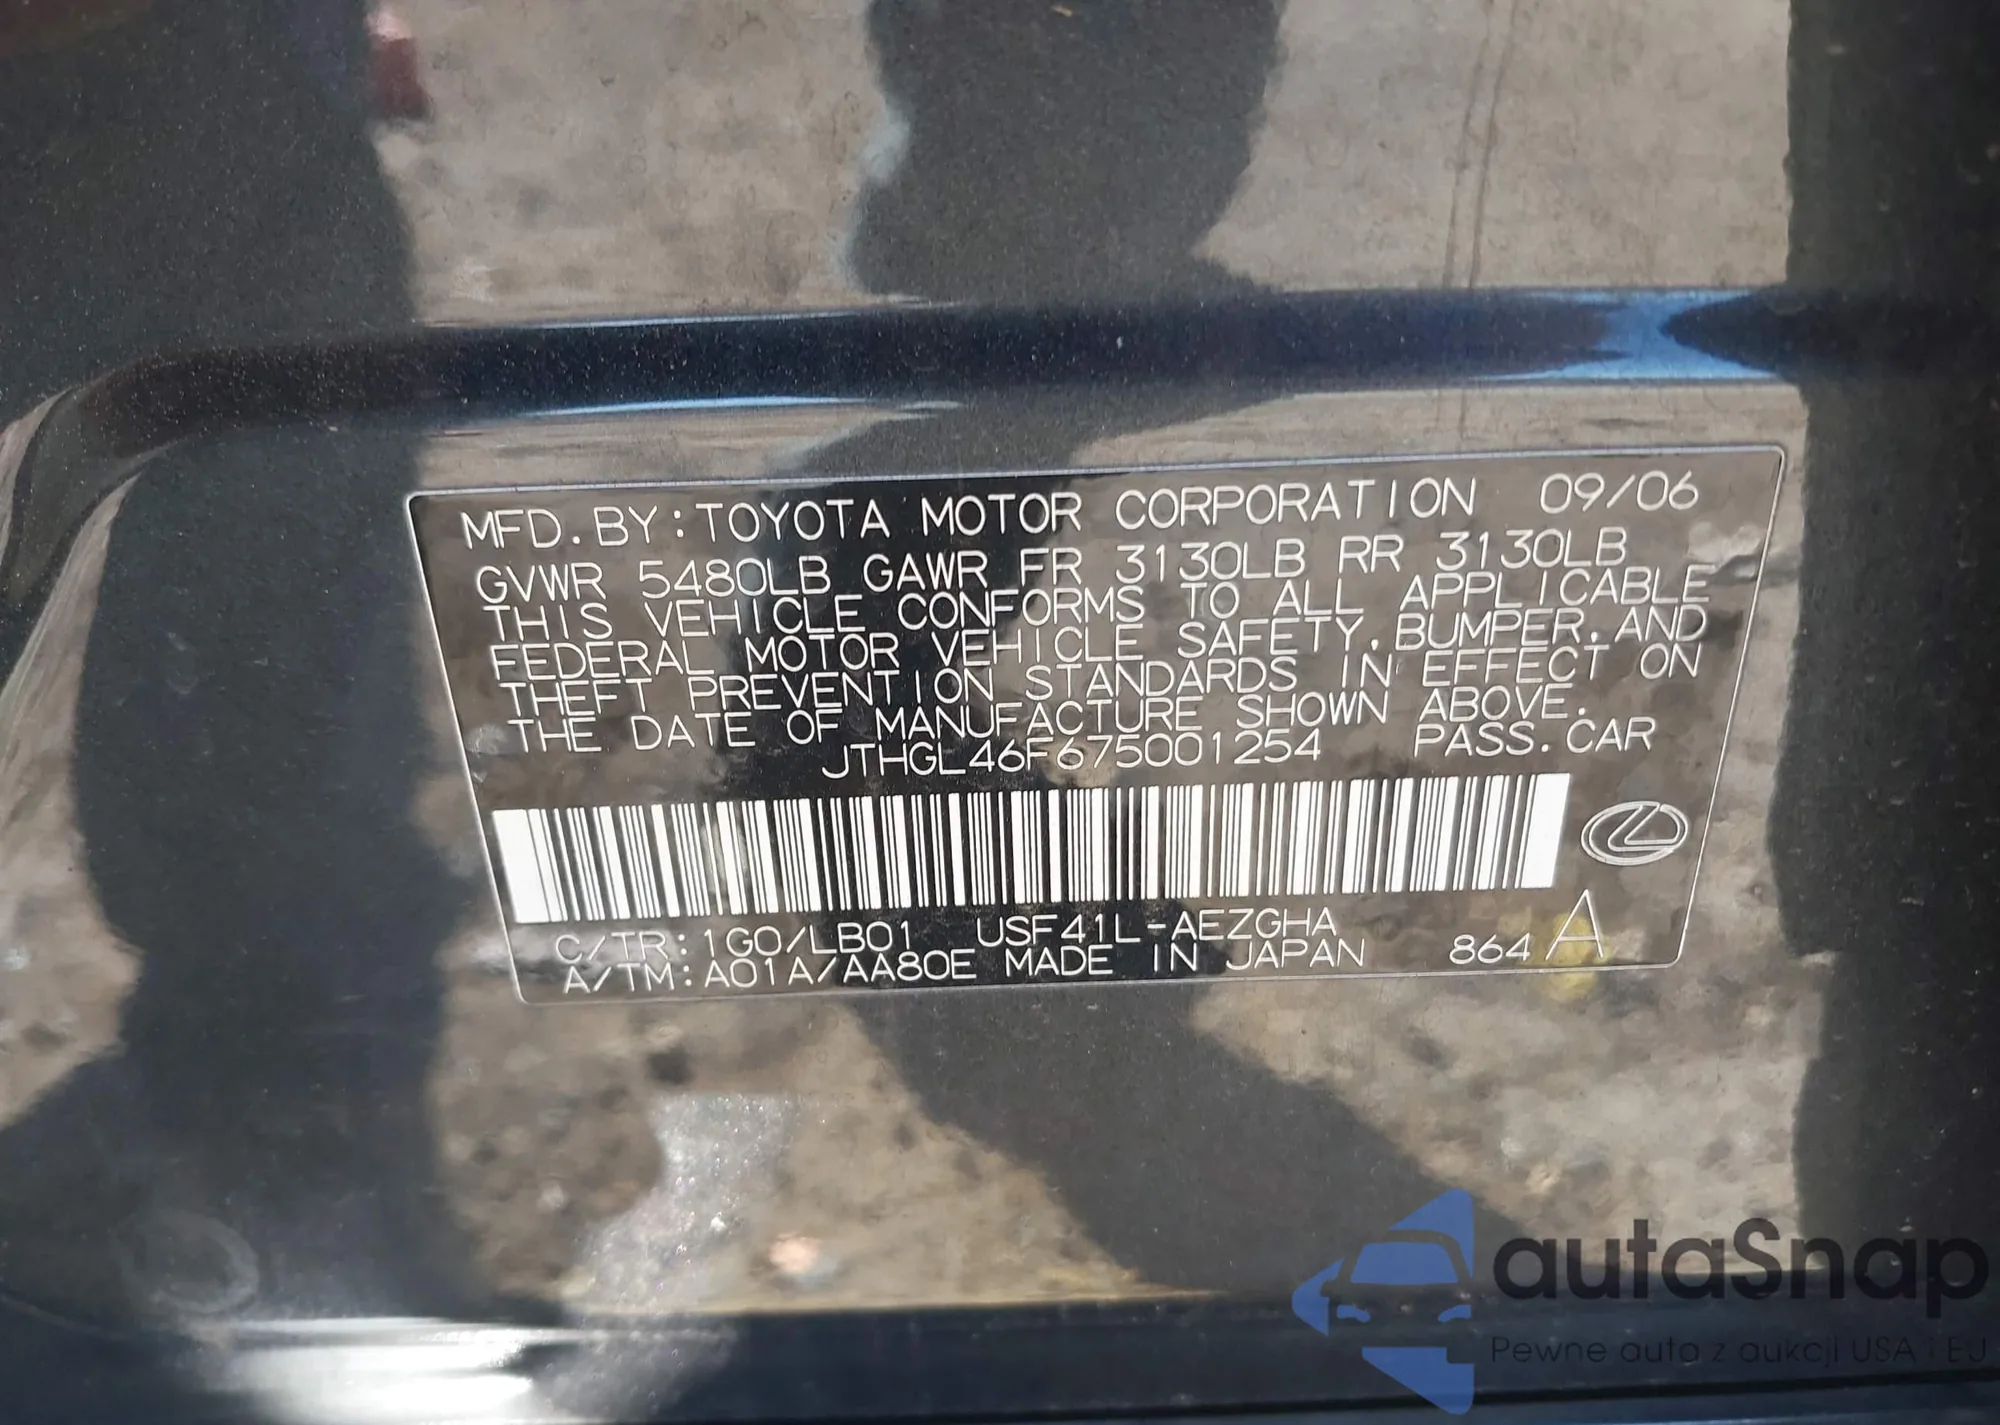 MFD. BY: TOYOTA MOTOR CORPORATION 09/06
GVWR 5480LB GAWR FR 3130LB RR 3130LB
THIS VEHICLE CONFORMS TO ALL APPLICABLE
FEDERAL MOTOR VEHICLE SAFETY, BUMPER, AND
THEFT PREVENTION STANDARDS IN EFFECT ON
THE DATE OF MANUFACTURE SHOWN ABOVE.
JTHGL46F675001254 PASS. CAR
C/TR: 1G0/LB01 USF41L-AEZGHA
A/TM: A01A/AA80E MADE IN JAPAN 864 A
autaSnap
Pewne auta z aukcji USA i EU